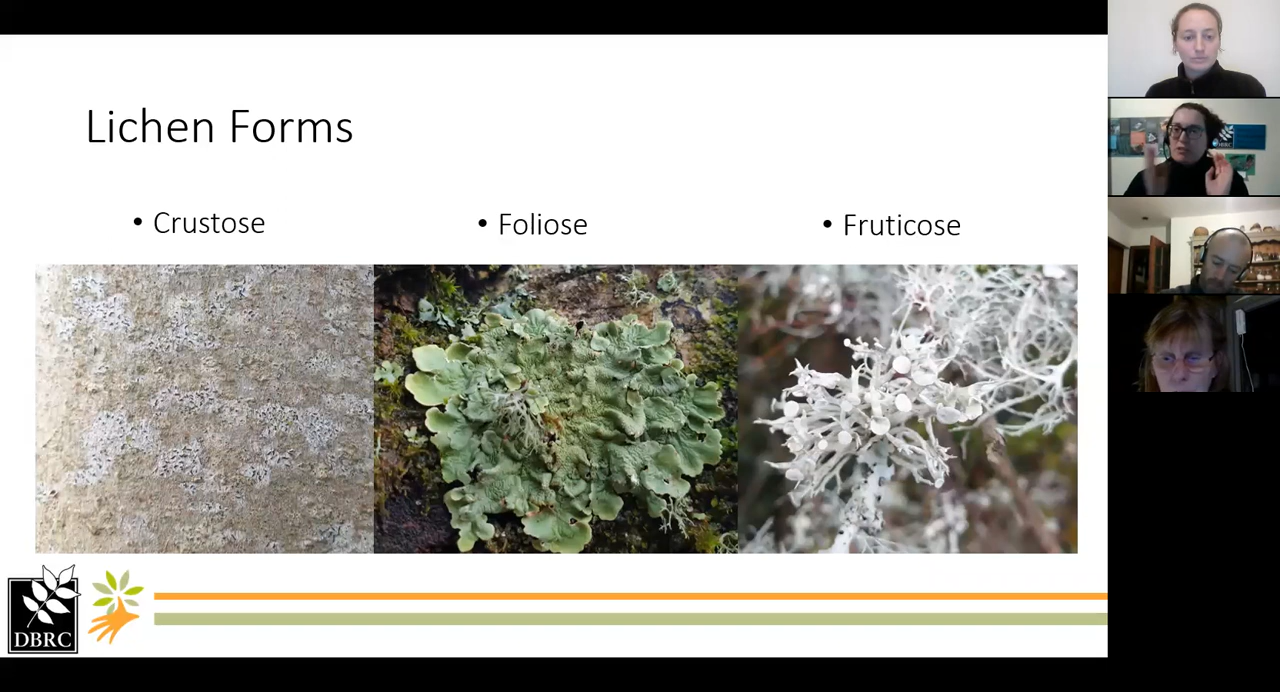 Lichen Forms
• Crustose
• Foliose
• Fruticose
DBRC